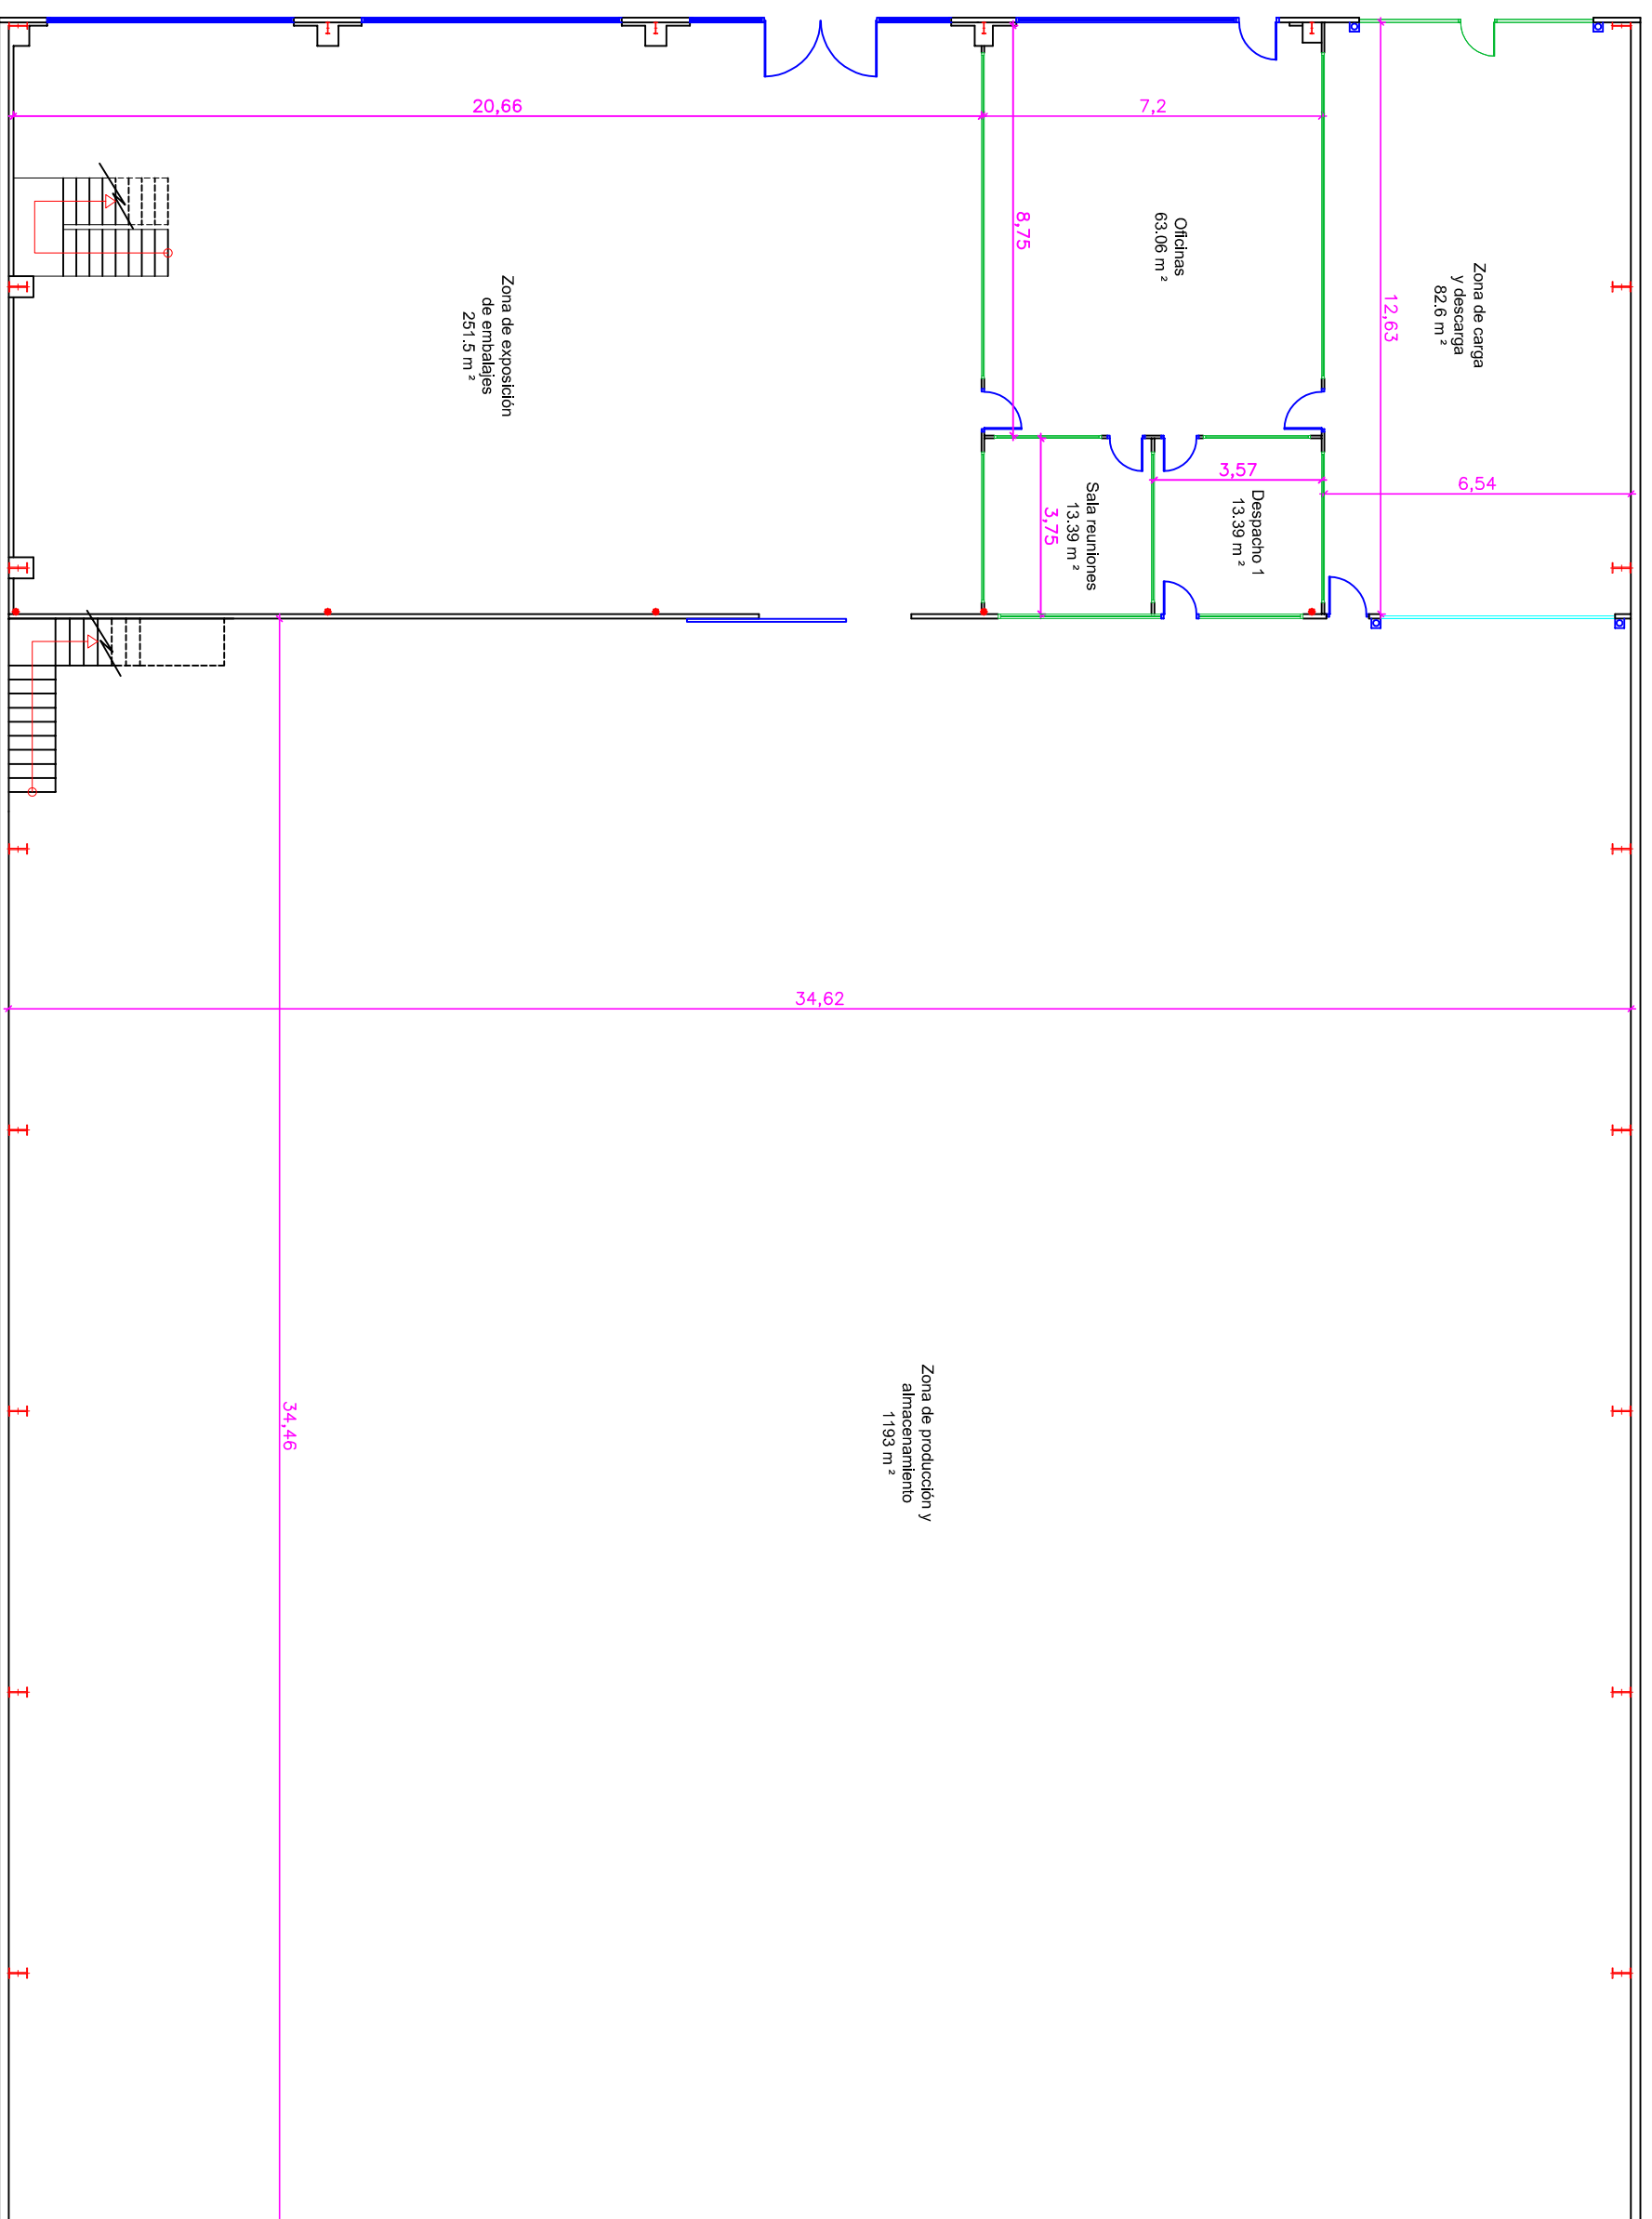 20,66
7,2
8,75
Oficinas
63.06 m ²
12,63
Zona de carga
y descarga
82.6 m ²
Zona de exposición
de embalajes
251.5 m ²
3,57
6,54
Sala reuniones
13.39 m ²
3,75
Despacho 1
13.39 m ²
34,62
34,46
Zona de producción y
almacenamiento
1193 m ²